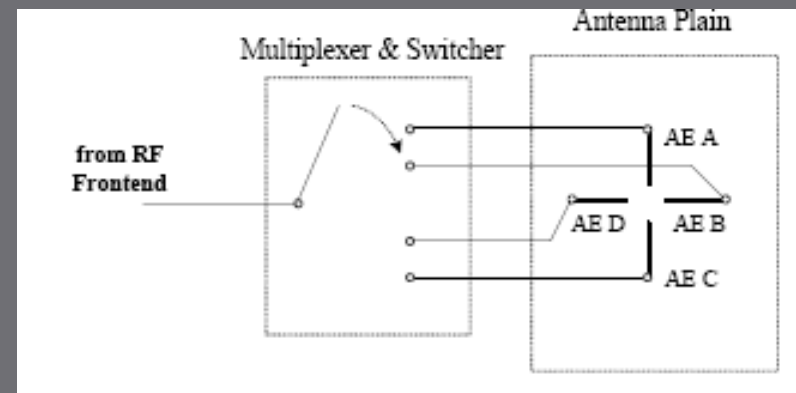 Antenna Plain
Multiplexer & Switcher
from RF
Frontend
AE A
AE D
AE B
AE C